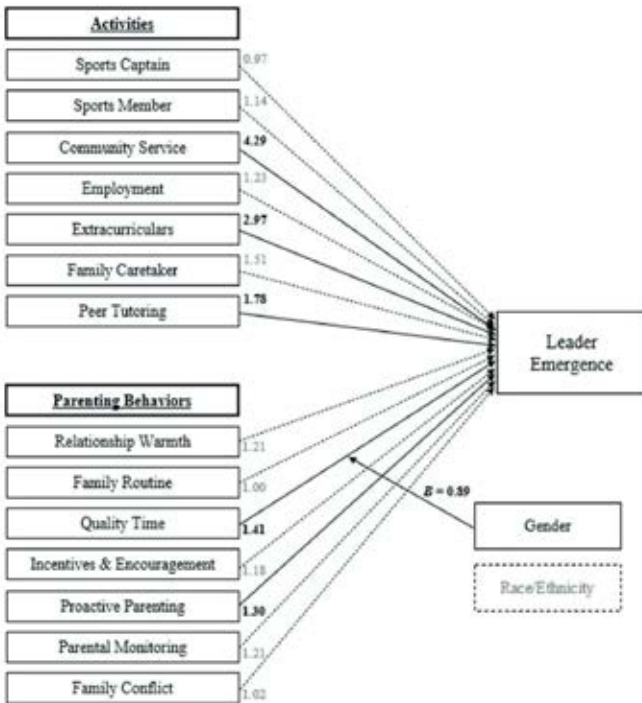 Activities
Sports Captain
0.97
Sports Member
1.14
Community Service
4.29
Employment
1.23
Extracurriculars
2.97
Family Caretaker
1.51
Peer Tutoring
1.78
Leader
Emergence
Parenting Behaviors
Relationship Warmth
1.21
Family Routine
1.00
Quality Time
1.41
Incentives & Encouragement
1.18
Proactive Parenting
1.30
Parental Monitoring
1.21
Family Conflict
1.02
B = 0.89
Gender
Race/Ethnicity